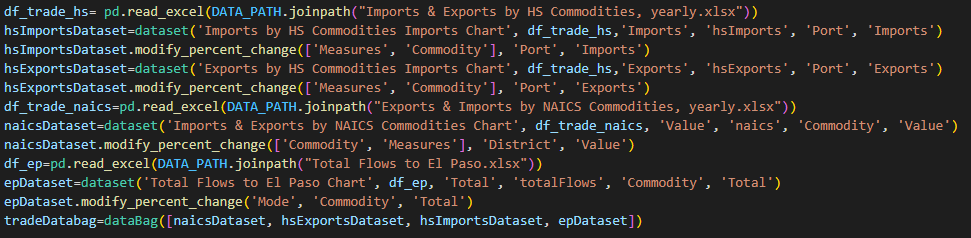 df_trade_hs= pd.read_excel(DATA_PATH.joinpath("Imports & Exports by HS Commodities, yearly.xlsx"))
hsImportsDataset=dataset('Imports by HS Commodities Imports Chart', df_trade_hs,'Imports', 'hsImports', 'Port', 'Imports')
hsImportsDataset.modify_percent_change(['Measures', 'Commodity'], 'Port', 'Imports')
hsExportsDataset=dataset('Exports by HS Commodities Imports Chart', df_trade_hs,'Exports', 'hsExports', 'Port', 'Exports')
hsExportsDataset.modify_percent_change(['Measures', 'Commodity'], 'Port', 'Exports')
df_trade_naics=pd.read_excel(DATA_PATH.joinpath("Exports & Imports by NAICS Commodities, yearly.xlsx"))
naicsDataset=dataset('Imports & Exports by NAICS Commodities Chart', df_trade_naics, 'Value', 'naics', 'Commodity', 'Value')
naicsDataset.modify_percent_change(['Commodity', 'Measures'], 'District', 'Value')
df_ep=pd.read_excel(DATA_PATH.joinpath("Total Flows to El Paso.xlsx"))
epDataset=dataset('Total Flows to El Paso Chart', df_ep, 'Total', 'totalFlows', 'Commodity', 'Total')
epDataset.modify_percent_change('Mode', 'Commodity', 'Total')
tradeDatabag=dataBag([naicsDataset, hsExportsDataset, hsImportsDataset, epDataset])